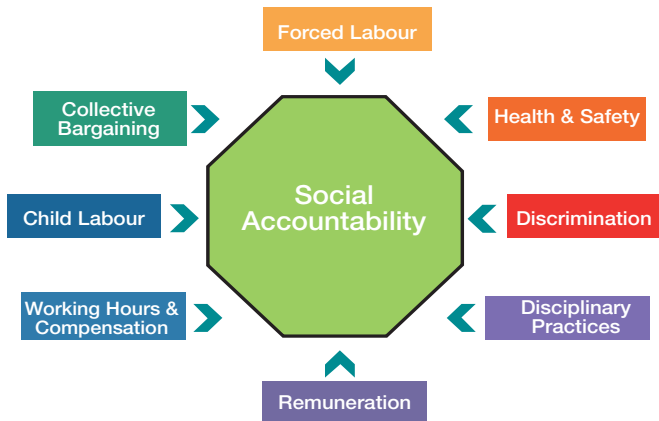 Forced Labour
Collective
Bargaining
Health & Safety
Social
Accountability
Child Labour
Discrimination
Working Hours &
Compensation
Disciplinary
Practices
Remuneration